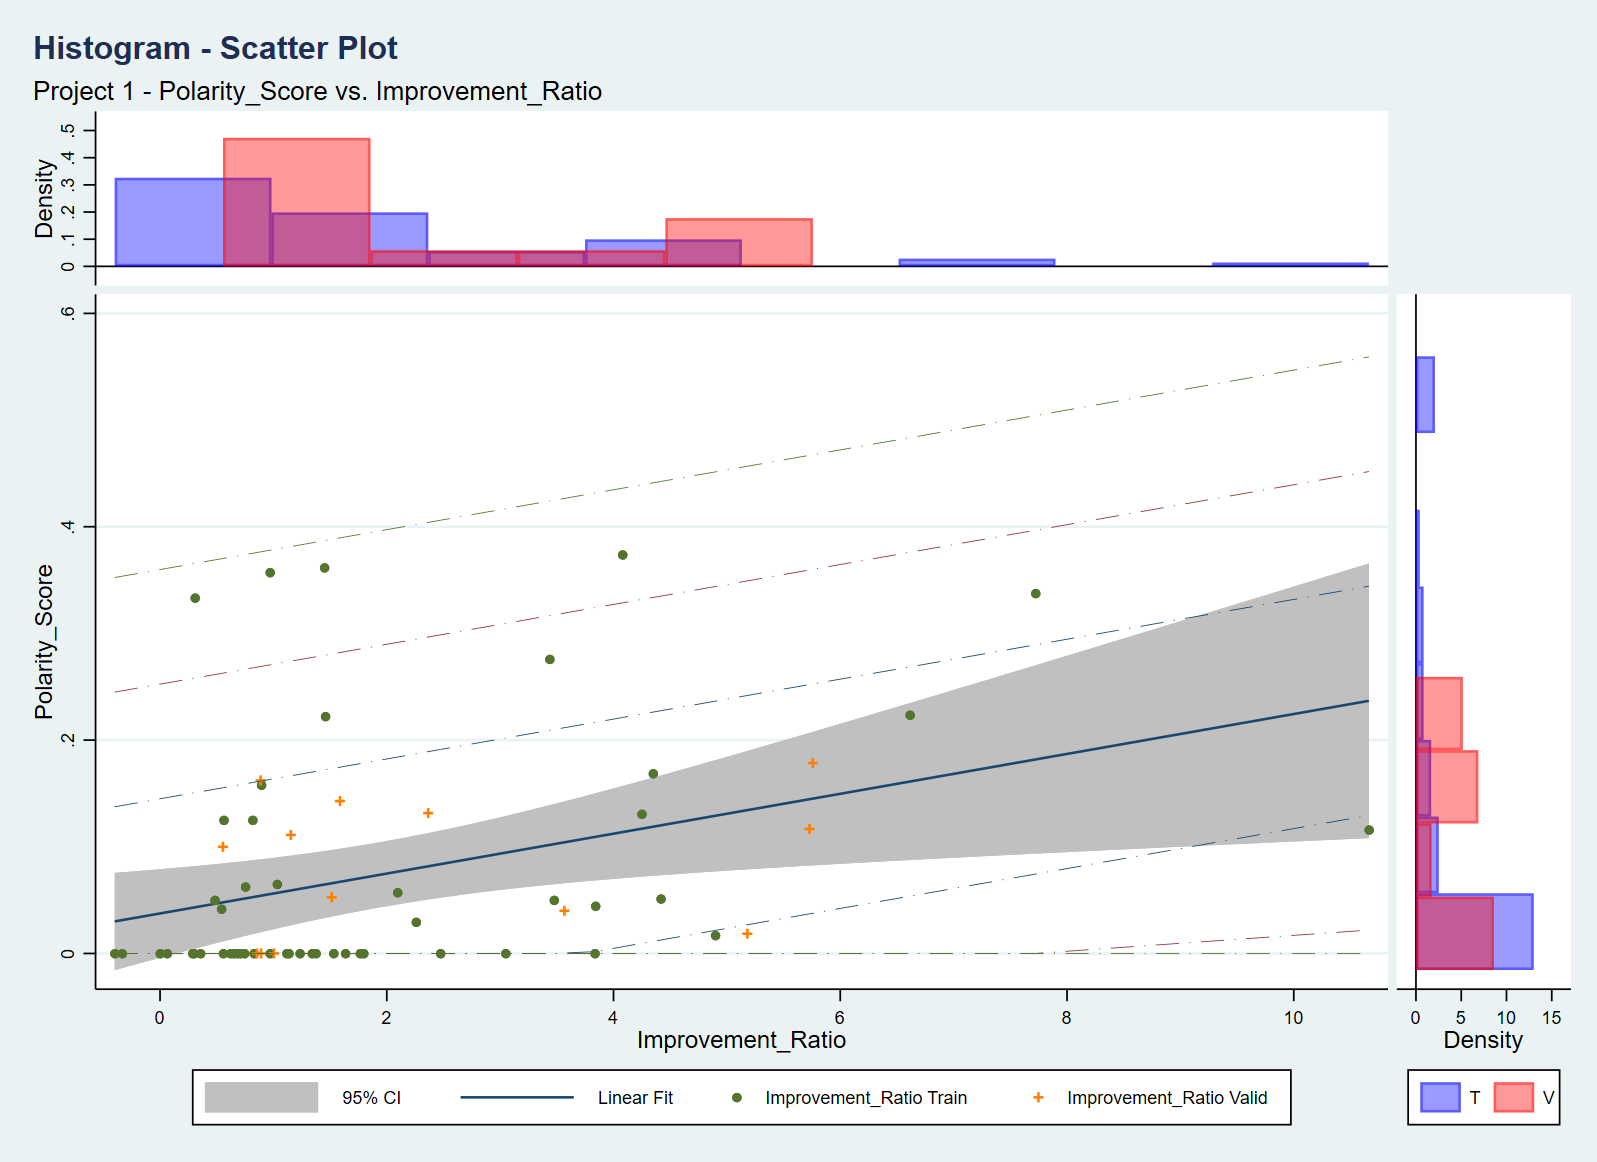 Histogram - Scatter Plot
Project 1 - Polarity_Score vs. Improvement_Ratio
Density
0 .1 .2 .3 .4 .5
Polarity_Score
0 .2 .4 .6
0 2 4 6 8 10
Improvement_Ratio
0 5 10 15
Density
95% CI Linear Fit Improvement_Ratio Train Improvement_Ratio Valid
T V